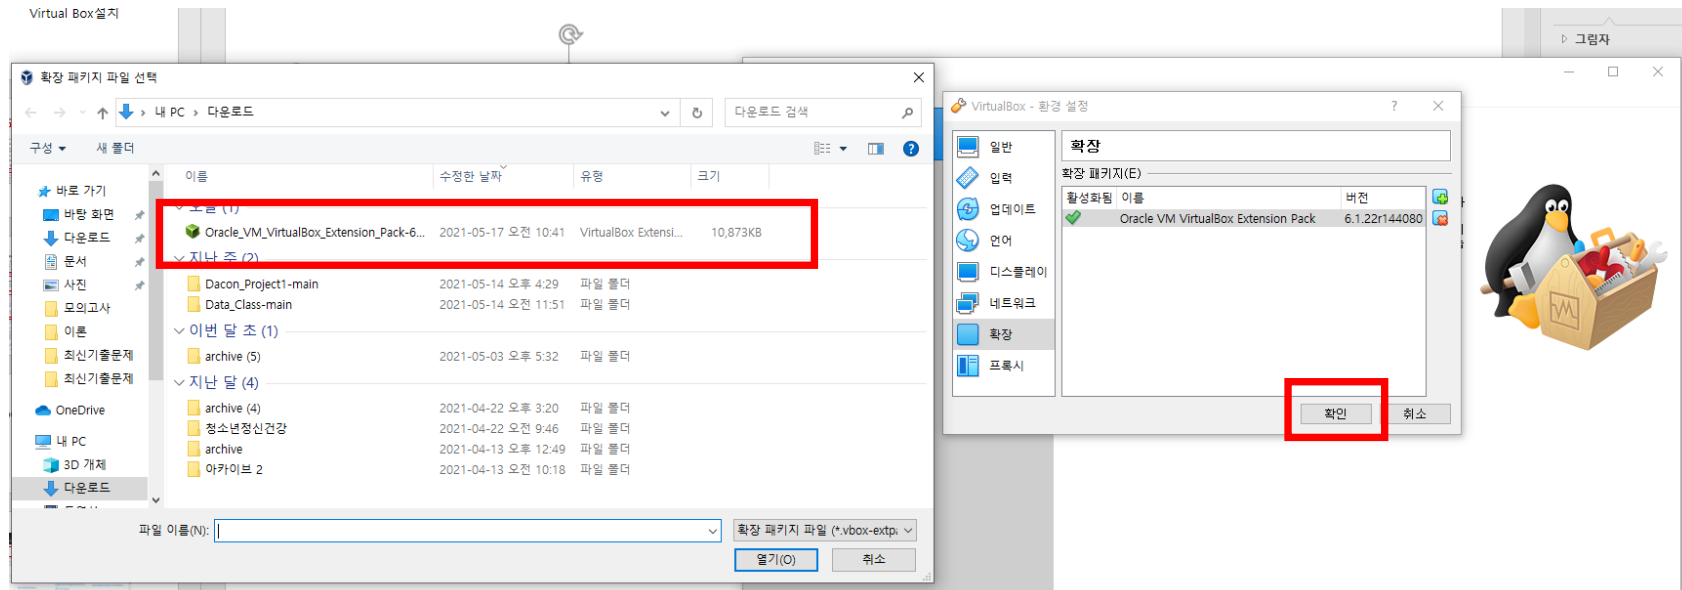 Virtual Box설치
▷ 그림자
확장 패키지 파일 선택
내 PC › 다운로드
다운로드 검색
구성
새 폴더
이름
수정한 날짜
유형
크기
바로 가기
바탕 화면
다운로드
문서
사진
모의고사
이론
최신기출문제
최신기출문제
OneDrive
내 PC
3D 개체
다운로드
오늘 (1)
Oracle_VM_VirtualBox_Extension_Pack-6... 2021-05-17 오전 10:41 VirtualBox Extensi... 10,873KB
지난 주 (2)
Dacon_Project1-main 2021-05-14 오후 4:29 파일 폴더
Data_Class-main 2021-05-14 오전 11:51 파일 폴더
이번 달 초 (1)
archive (5) 2021-05-03 오후 5:32 파일 폴더
지난 달 (4)
archive (4) 2021-04-22 오후 3:20 파일 폴더
청소년정신건강 2021-04-22 오전 9:46 파일 폴더
archive 2021-04-13 오후 12:49 파일 폴더
아카이브 2 2021-04-13 오전 10:18 파일 폴더
파일 이름(N):
확장 패키지 파일 (*.vbox-extpa
열기(O)
취소
VirtualBox - 환경 설정
일반
입력
업데이트
언어
디스플레이
네트워크
확장
프록시
확장
확장 패키지(E)
활성화됨 이름 버전
Oracle VM VirtualBox Extension Pack 6.1.22r144080
확인
취소